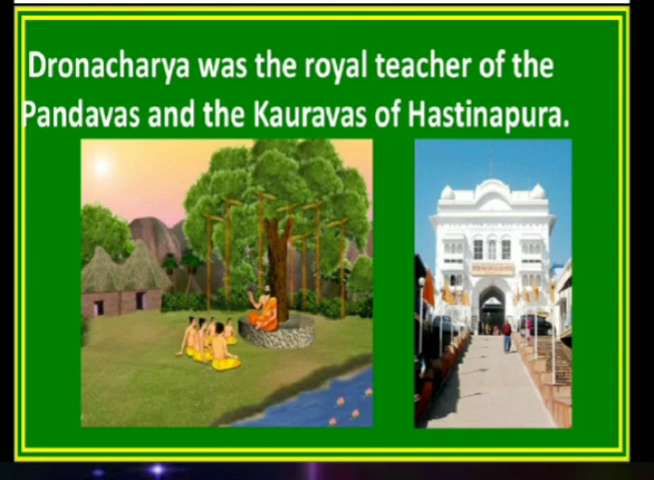 Dronacharya was the royal teacher of the
Pandavas and the Kauravas of Hastinapura.